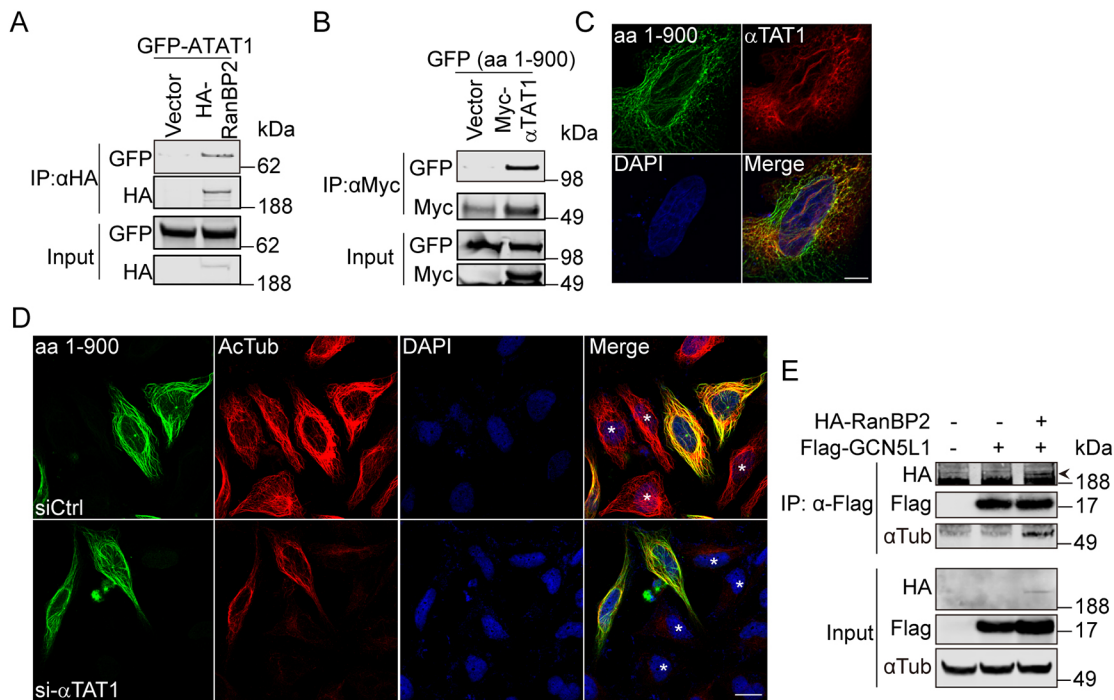 A
GFP-ATAT1
Vector
HA-
RanBP2
kDa
IP:αHA
GFP
62
HA
188
Input
GFP
62
HA
188
B
GFP (aa 1-900)
Vector
Myc-
αTAT1
kDa
IP:αMyc
GFP
98
Myc
49
Input
GFP
98
Myc
49
C
aa 1-900
αTAT1
DAPI
Merge
D
aa 1-900
AcTub
DAPI
Merge
* * * *
siCtrl
* * * *
si-αTAT1
E
HA-RanBP2 - - +
Flag-GCN5L1 - + + kDa
IP: α-Flag
HA
188
Flag
17
αTub
49
Input
HA
188
Flag
17
αTub
49